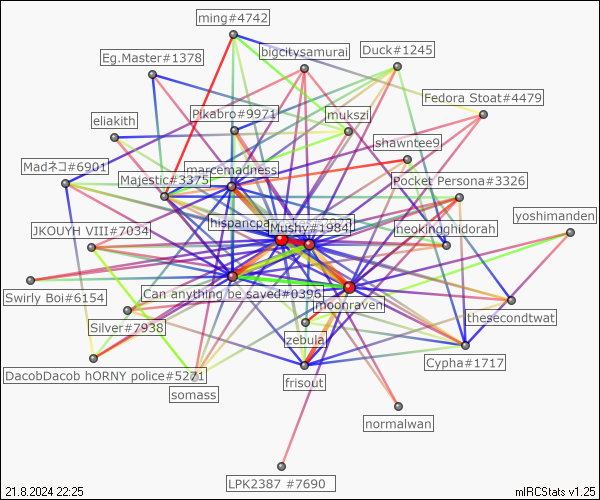 ming#4742
bigcitysamurai
Duck#1245
Eg.Master#1378
Fedora Stoat#4479
Pikabro#9971
mukszi
eliakith
shawntee9
Madネコ#6901
marcemadness
Majestic#3375
Pocket Persona#3326
yoshimanden
hispancpa
Mushy#1984
neokingghidorah
JKOUYH VIII#7034
Can anything be saved#0396
Swirly Boi#6154
moonraven
thesecondtwat
Silver#7938
zebula
Cypha#1717
DacobDacob hORNY police#5271
frisout
somass
normalwan
LPK2387 #7690
21.8.2024 22:25
mIRCStats v1.25